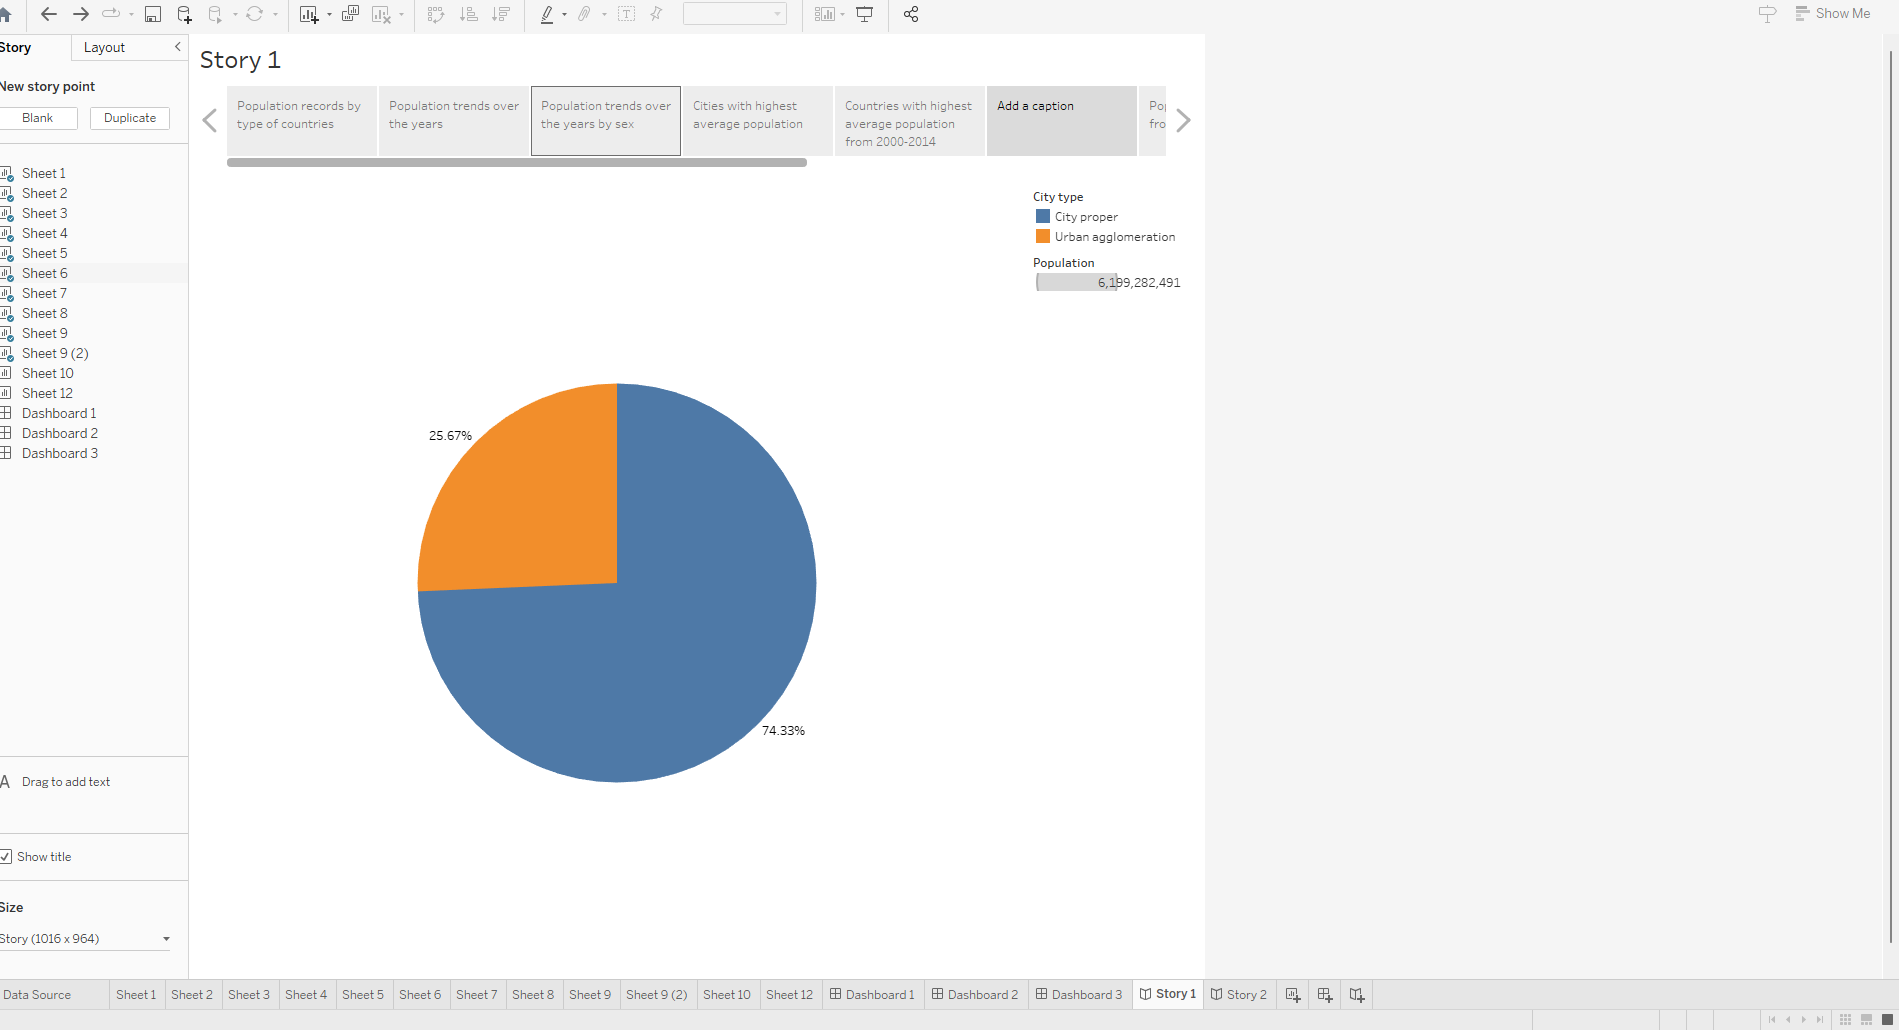 Show Me
Story
Layout
New story point
Blank
Duplicate
Sheet 1
Sheet 2
Sheet 3
Sheet 4
Sheet 5
Sheet 6
Sheet 7
Sheet 8
Sheet 9
Sheet 9 (2)
Sheet 10
Sheet 12
Dashboard 1
Dashboard 2
Dashboard 3
A Drag to add text
Show title
Size
Story (1016 x 964)
Story 1
Population records by
type of countries
Population trends over
the years
Population trends over
the years by sex
Cities with highest
average population
Countries with highest
average population
from 2000-2014
Add a caption
Pop
fro
City type
City proper
Urban agglomeration
Population
6,199,282,491
25.67%
74.33%
Data Source Sheet 1 Sheet 2 Sheet 3 Sheet 4 Sheet 5 Sheet 6 Sheet 7 Sheet 8 Sheet 9 Sheet 9 (2) Sheet 10 Sheet 12 Dashboard 1 Dashboard 2 Dashboard 3 Story 1 Story 2